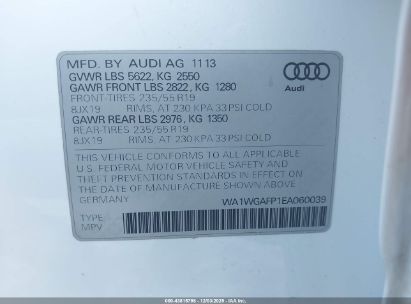 MFD. BY AUDI AG 11 13
GVWR LBS 5622, KG 2550
GAWR FRONT LBS 2822, KG 1280
FRONT-TIRES 235/55 R19
8JX19 RIMS, AT 230 KPA 33 PSI COLD
GAWR REAR LBS 2976, KG 1350
REAR-TIRES 235/55 R19
8JX19 RIMS, AT 230 KPA 33 PSI COLD
Audi
THIS VEHICLE CONFORMS TO ALL APPLICABLE
U.S. FEDERAL MOTOR VEHICLE SAFETY AND
THEFT PREVENTION STANDARDS IN EFFECT ON
THE DATE OF MANUFACTURE SHOWN ABOVE
GERMANY WA1WGAFP1EA060039
TYPE
MPV